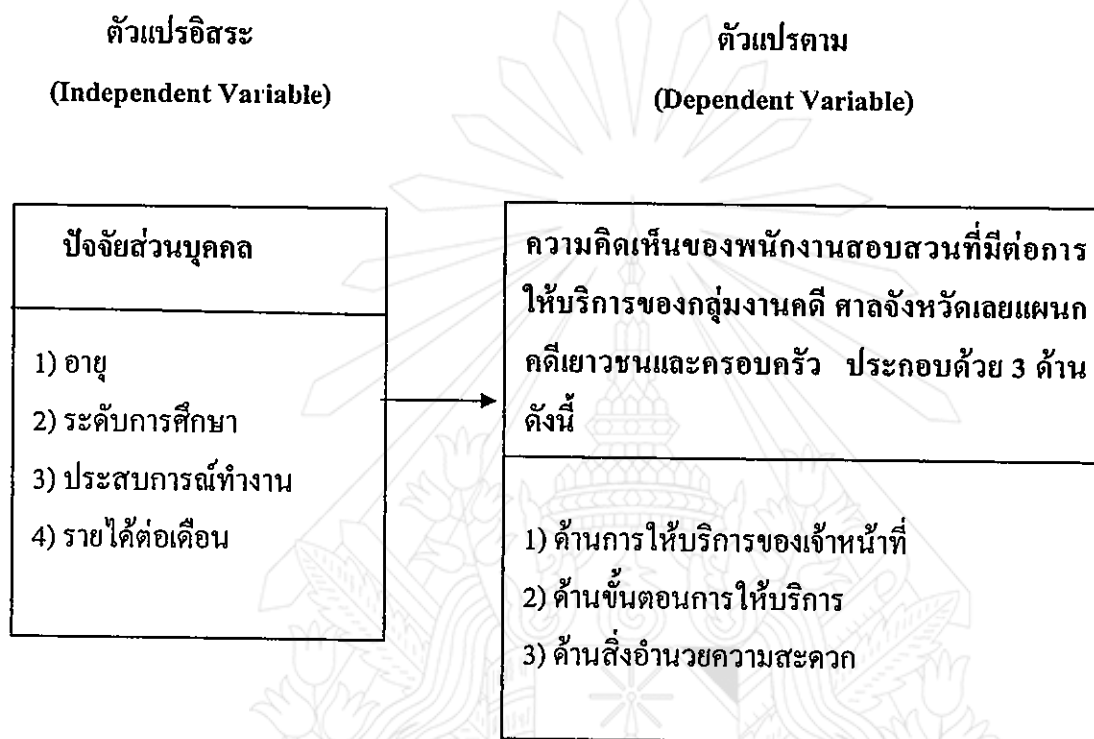 ตัวแปรอิสระ
(Independent Variable)
ตัวแปรตาม
(Dependent Variable)
ปัจจัยส่วนบุคคล
1) อายุ
2) ระดับการศึกษา
3) ประสบการณ์ทำงาน
4) รายได้ต่อเดือน
ความคิดเห็นของพนักงานสอบสวนที่มีต่อการ
ให้บริการของกลุ่มงานคดี ศาลจังหวัดเลยแผนก
คดีเยาวชนและครอบครัว ประกอบด้วย 3 ด้าน
ดังนี้
1) ด้านการให้บริการของเจ้าหน้าที่
2) ด้านขั้นตอนการให้บริการ
3) ด้านสิ่งอำนวยความสะดวก